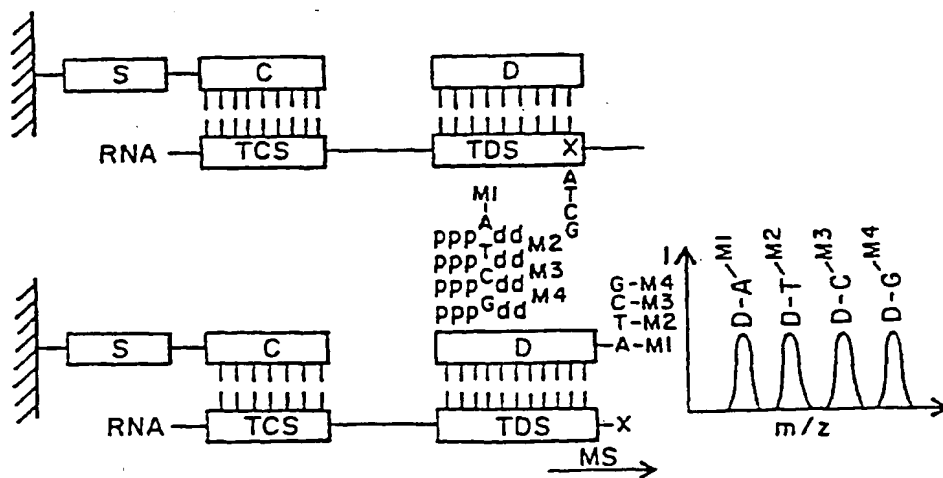 S C D
RNA TCS TDS X
A
T
C
G
M1
A
pppAdd
pppTdd M2
pppCdd M3
pppGdd M4
G-M4
C-M3
T-M2
A-M1
S C D
RNA TCS TDS X
MS
I
D-A-M1 D-T-M2 D-C-M3 D-G-M4
m/z